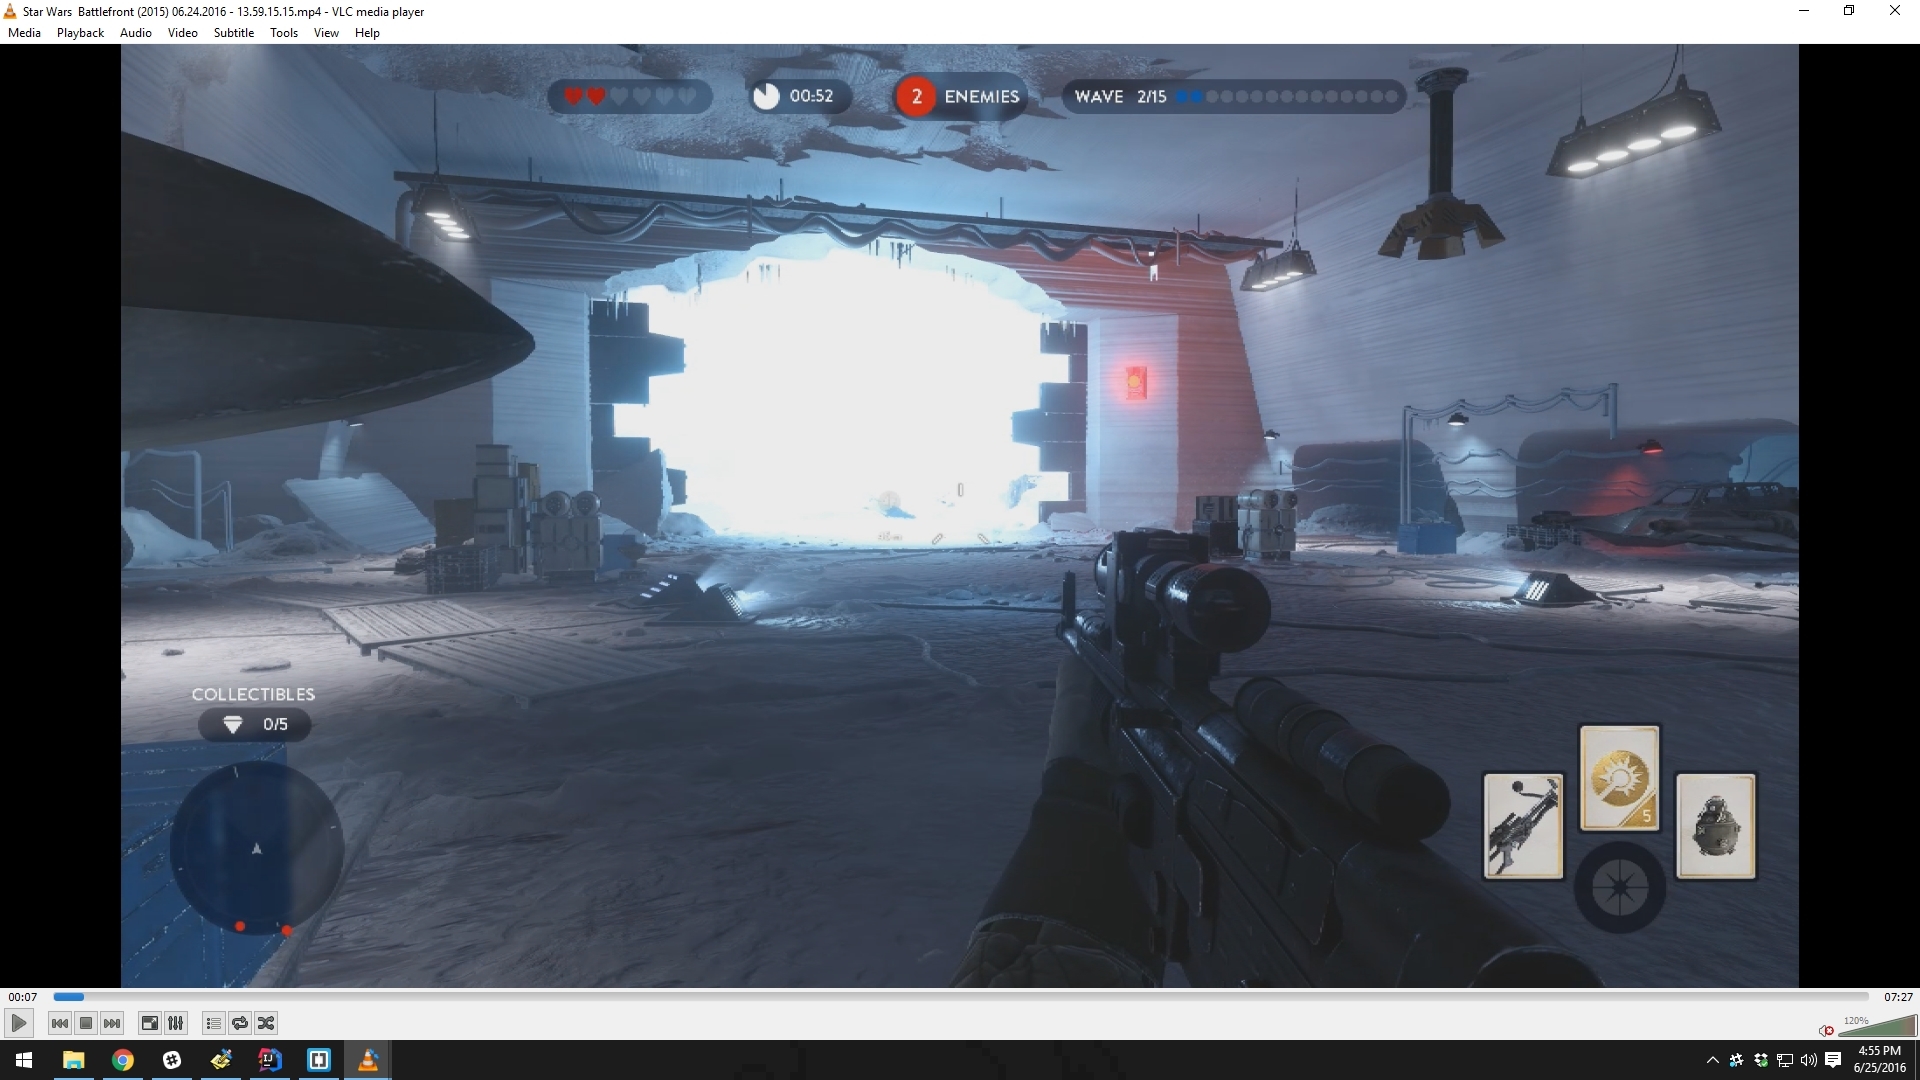 Star Wars  Battlefront (2015) 06.24.2016 - 13.59.15.15.mp4 - VLC media player
Media Playback Audio Video Subtitle Tools View Help
00:52
2 ENEMIES
WAVE 2/15
COLLECTIBLES
0/5
5
00:07
07:27
120%
4:55 PM
6/25/2016